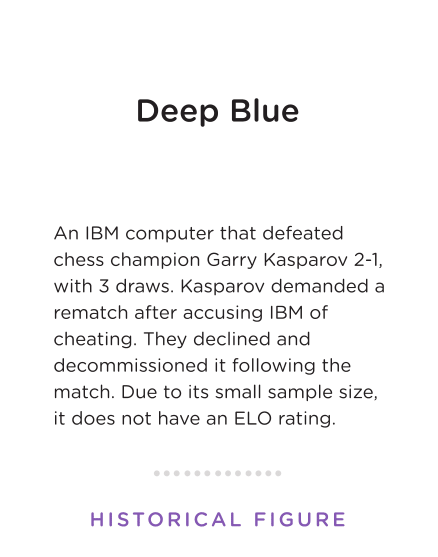 Deep Blue
An IBM computer that defeated
chess champion Garry Kasparov 2-1,
with 3 draws. Kasparov demanded a
rematch after accusing IBM of
cheating. They declined and
decommissioned it following the
match. Due to its small sample size,
it does not have an ELO rating.
HISTORICAL FIGURE